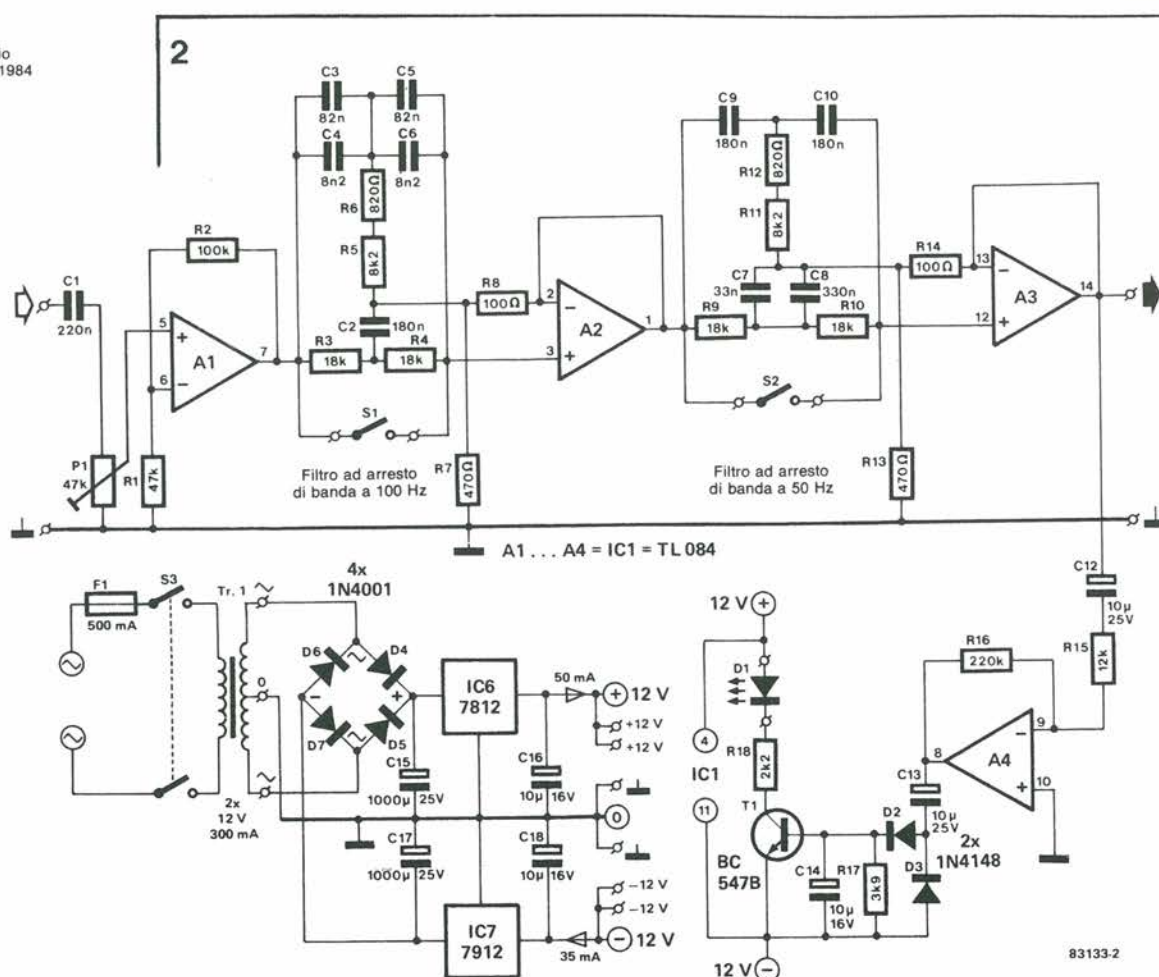 io
1984
2
C3
82n
C5
82n
C4
8n2
C6
8n2
R6
820Ω
R5
8k2
C2
180n
R3
18k
R4
18k
S1
Filtro ad arresto
di banda a 100 Hz
R2
100k
C1
220n
5
+
6
−
A1
7
P1
47k
R1
47k
R7
470Ω
R8
100Ω
2
−
3
+
A2
1
C9
180n
C10
180n
R12
820Ω
R11
8k2
C7
33n
C8
330n
R9
18k
R10
18k
S2
Filtro ad arresto
di banda a 50 Hz
R13
470Ω
R14
100Ω
13
−
12
+
A3
14
A1 . . . A4 = IC1 = TL 084
F1
500 mA
S3
Tr. 1
0
2x
12 V
300 mA
4x
1N4001
D6
D4
D7
D5
−
+
IC6
7812
50 mA
+
12 V
+12 V
+12 V
C15
1000µ
25V
C16
10µ
16V
0
C17
1000µ
25V
C18
10µ
16V
−12 V
−12 V
IC7
7912
35 mA
−
12 V
12 V
+
D1
4
IC1
11
R18
2k2
T1
BC
547B
C14
10µ
16V
R17
3k9
D2
D3
2x
1N4148
C13
10µ
25V
8
A4
9
−
10
+
R16
220k
R15
12k
C12
10µ
25V
12 V
−
83133-2